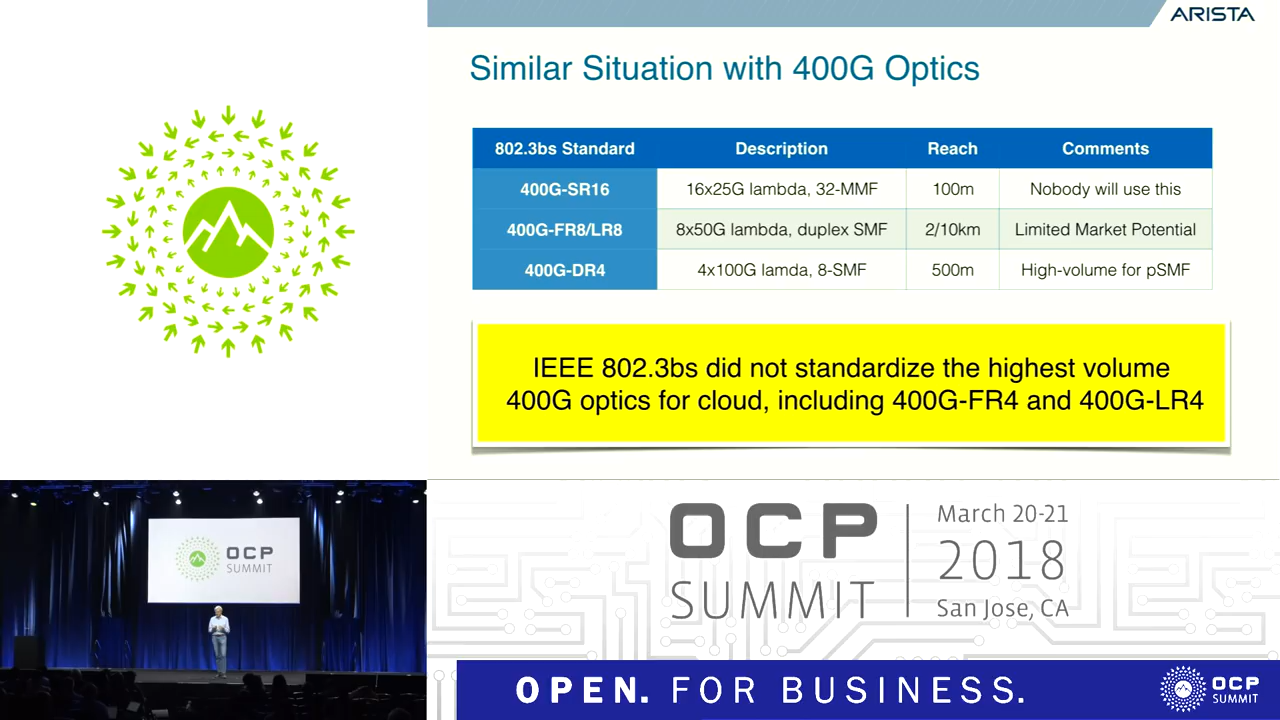 ARISTA
Similar Situation with 400G Optics
802.3bs Standard Description Reach Comments
400G-SR16 16x25G lambda, 32-MMF 100m Nobody will use this
400G-FR8/LR8 8x50G lambda, duplex SMF 2/10km Limited Market Potential
400G-DR4 4x100G lamda, 8-SMF 500m High-volume for pSMF
IEEE 802.3bs did not standardize the highest volume
400G optics for cloud, including 400G-FR4 and 400G-LR4
OCP
SUMMIT
OCP
SUMMIT
March 20-21
2018
San Jose, CA
OPEN. FOR BUSINESS.
OCP
SUMMIT